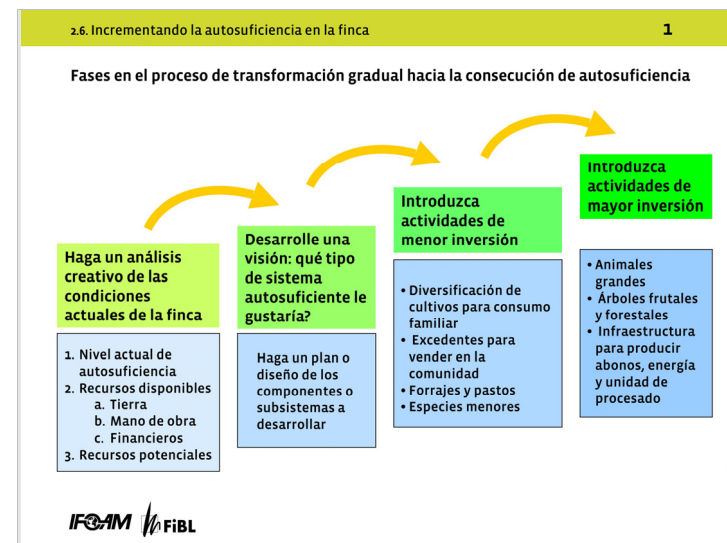 2.6. Incrementando la autosuficiencia en la finca
1
Fases en el proceso de transformación gradual hacia la consecución de autosuficiencia
Haga un análisis
creativo de las
condiciones
actuales de la finca
1. Nivel actual de
autosuficiencia
2. Recursos disponibles
a. Tierra
b. Mano de obra
c. Financieros
3. Recursos potenciales
Desarrolle una
visión: qué tipo
de sistema
autosuficiente le
gustaría?
Haga un plan o
diseño de los
componentes o
subsistemas a
desarrollar
Introduzca
actividades de
menor inversión
• Diversificación de
cultivos para consumo
familiar
• Excedentes para
vender en la
comunidad
• Forrajes y pastos
• Especies menores
Introduzca
actividades de
mayor inversión
• Animales
grandes
• Árboles frutales
y forestales
• Infraestructura
para producir
abonos, energía
y unidad de
procesado
IFOAM FiBL